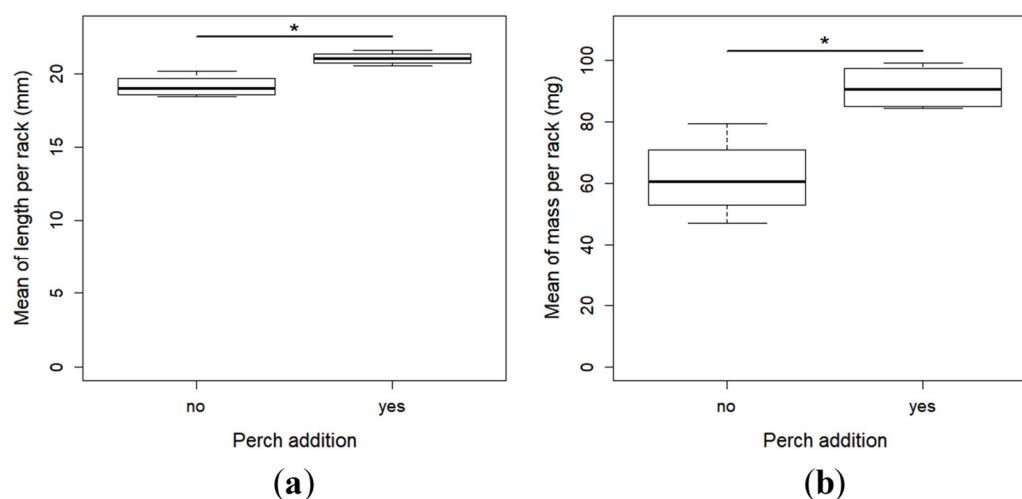 Mean of length per rack (mm)
20
15
10
5
0
*
no
yes
Perch addition
(a)
Mean of mass per rack (mg)
100
80
60
40
20
0
*
no
yes
Perch addition
(b)